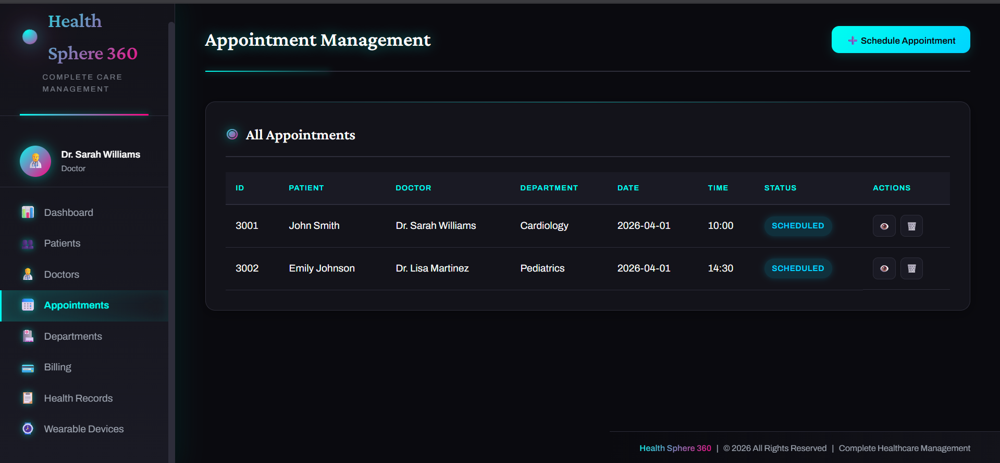 Health
Sphere 360
COMPLETE CARE
MANAGEMENT
Dr. Sarah Williams
Doctor
Dashboard
Patients
Doctors
Appointments
Departments
Billing
Health Records
Wearable Devices
Appointment Management
Schedule Appointment
All Appointments
ID PATIENT DOCTOR DEPARTMENT DATE TIME STATUS ACTIONS
3001 John Smith Dr. Sarah Williams Cardiology 2026-04-01 10:00 SCHEDULED
3002 Emily Johnson Dr. Lisa Martinez Pediatrics 2026-04-01 14:30 SCHEDULED
Health Sphere 360 | © 2026 All Rights Reserved | Complete Healthcare Management